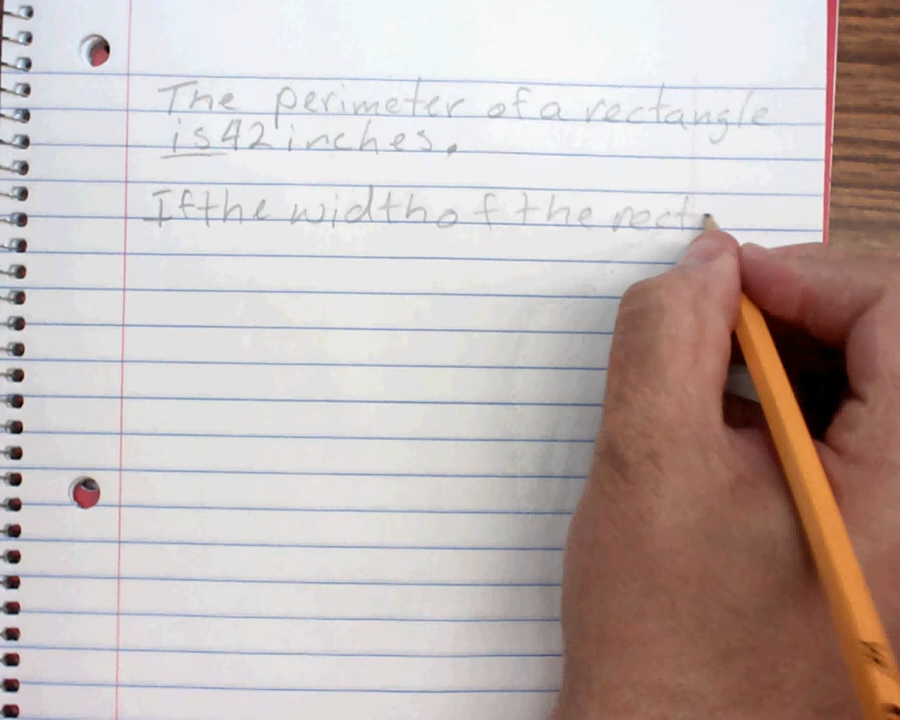 The perimeter of a rectangle
is 42 inches.
If the width of the rect